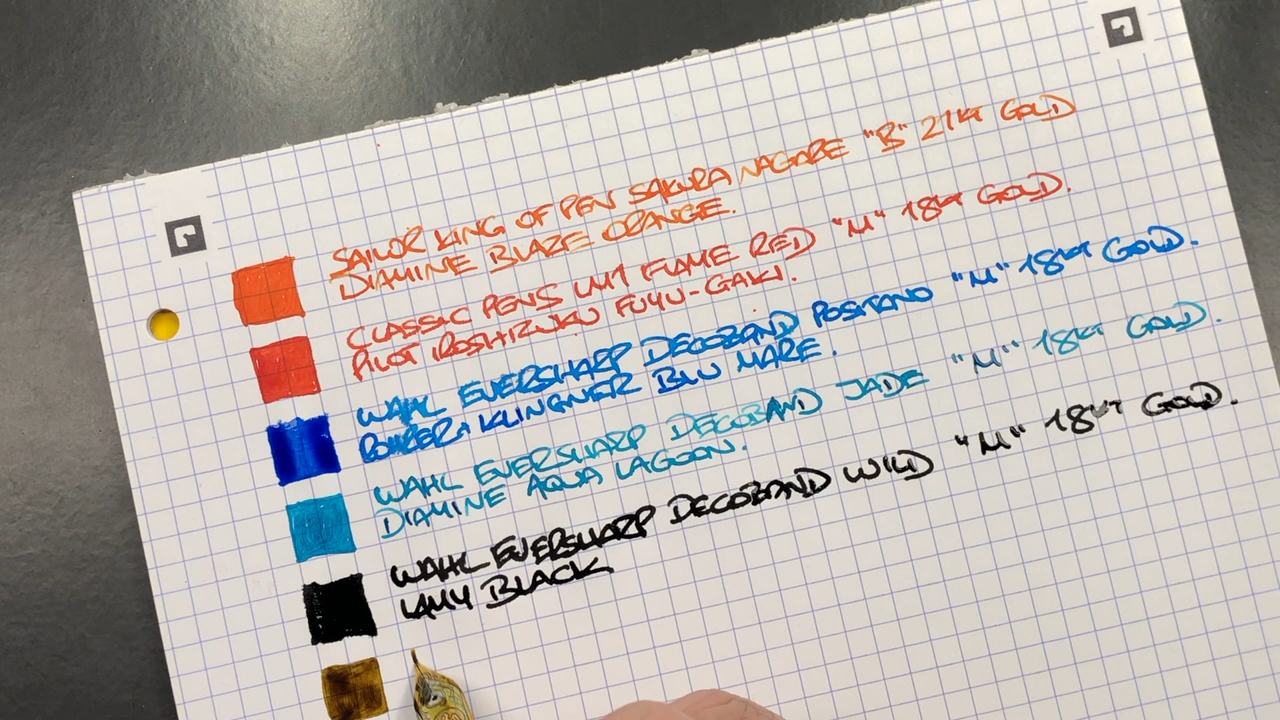 SAILOR KING OF PEN SAKURA NAGARE "B" 21kt GOLD
DIAMINE BLAZE ORANGE.
CLASSIC PENS LM1 FLAME RED "M" 18kt GOLD.
PILOT IROSHIZUKU FUYU-GAKI.
WAHL EVERSHARP DECOBAND POSITANO "M" 18kt GOLD.
ROHRER+KLINGNER BLU MARE.
WAHL EVERSHARP DECOBAND JADE "M" 18kt GOLD.
DIAMINE AQUA LAGOON.
WAHL EVERSHARP DECOBAND WILD "M" 18kt GOLD.
LAMY BLACK